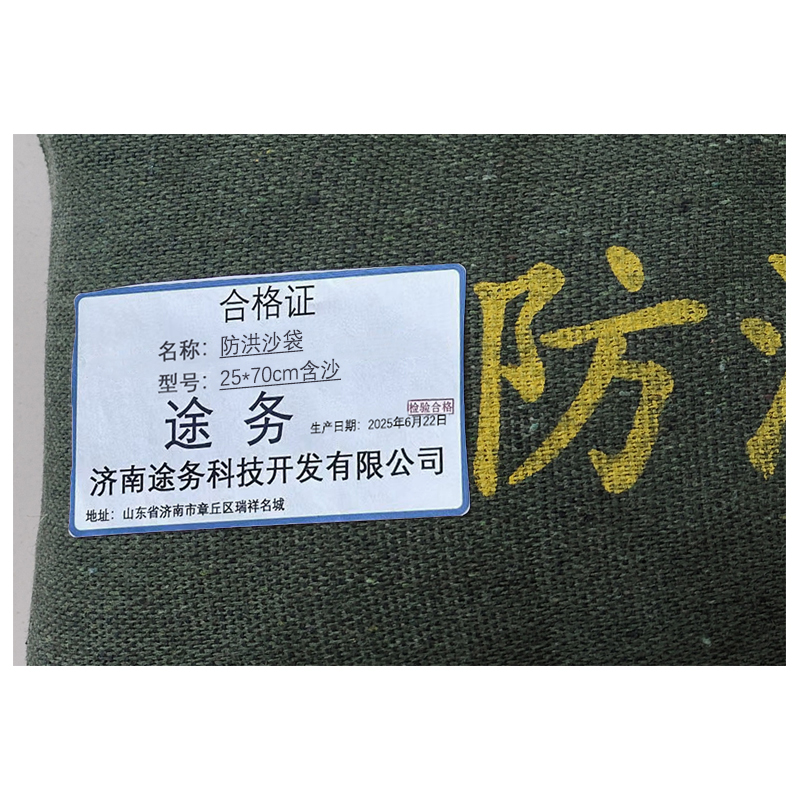 合格证
名称：防洪沙袋
型号：25*70cm含沙
途务
检验合格
生产日期：2025年6月22日
济南途务科技开发有限公司
地址：山东省济南市章丘区瑞祥名城
防